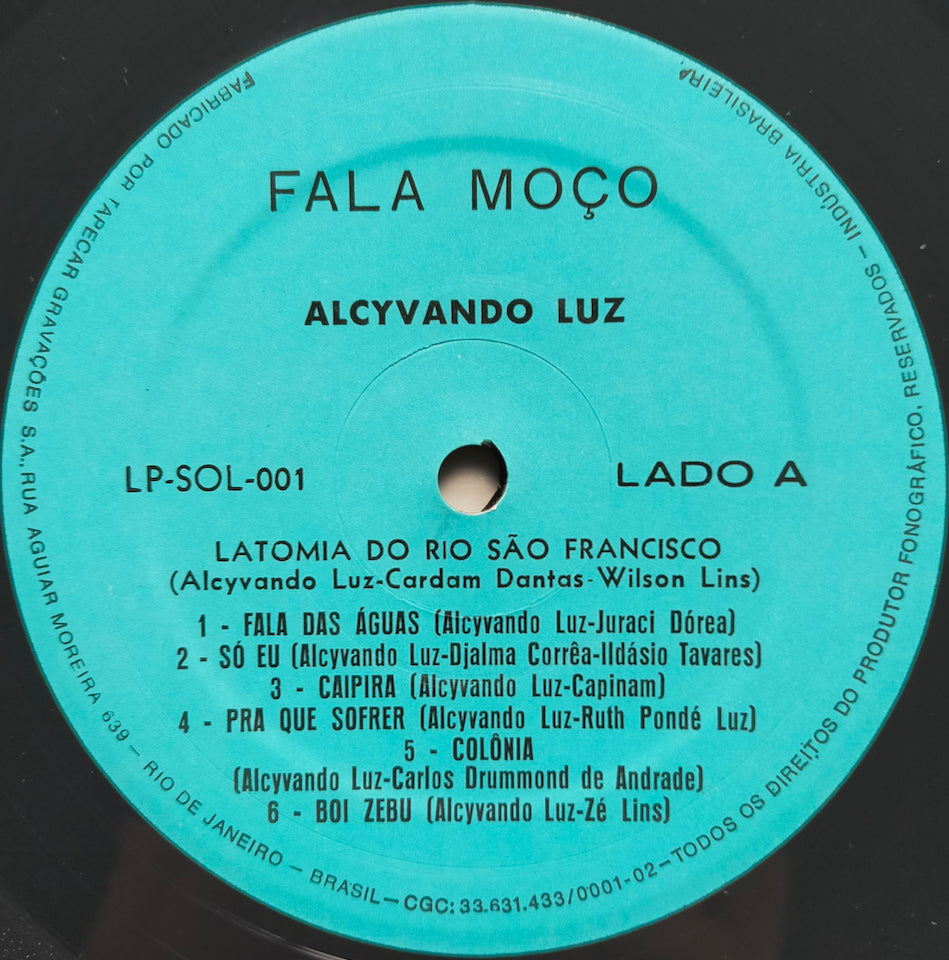 FALA MOÇO
ALCYVANDO LUZ
LP-SOL-001
LADO A
LATOMIA DO RIO SÃO FRANCISCO
(Alcyvando Luz-Cardam Dantas-Wilson Lins)
1 - FALA DAS ÁGUAS (Alcyvando Luz-Juraci Dórea)
2 - SÓ EU (Alcyvando Luz-Djalma Corrêa-Ildásio Tavares)
3 - CAIPIRA (Alcyvando Luz-Capinam)
4 - PRA QUE SOFRER (Alcyvando Luz-Ruth Pondé Luz)
5 - COLÔNIA
(Alcyvando Luz-Carlos Drummond de Andrade)
6 - BOI ZEBU (Alcyvando Luz-Zé Lins)
FABRICADO POR TAPECAR GRAVAÇÕES S.A., RUA AGUIAR MOREIRA 639 – RIO DE JANEIRO – BRASIL – CGC: 33.631.433/0001-02 – TODOS OS DIREITOS DO PRODUTOR FONOGRÁFICO, RESERVADOS – INDÚSTRIA BRASILEIRA